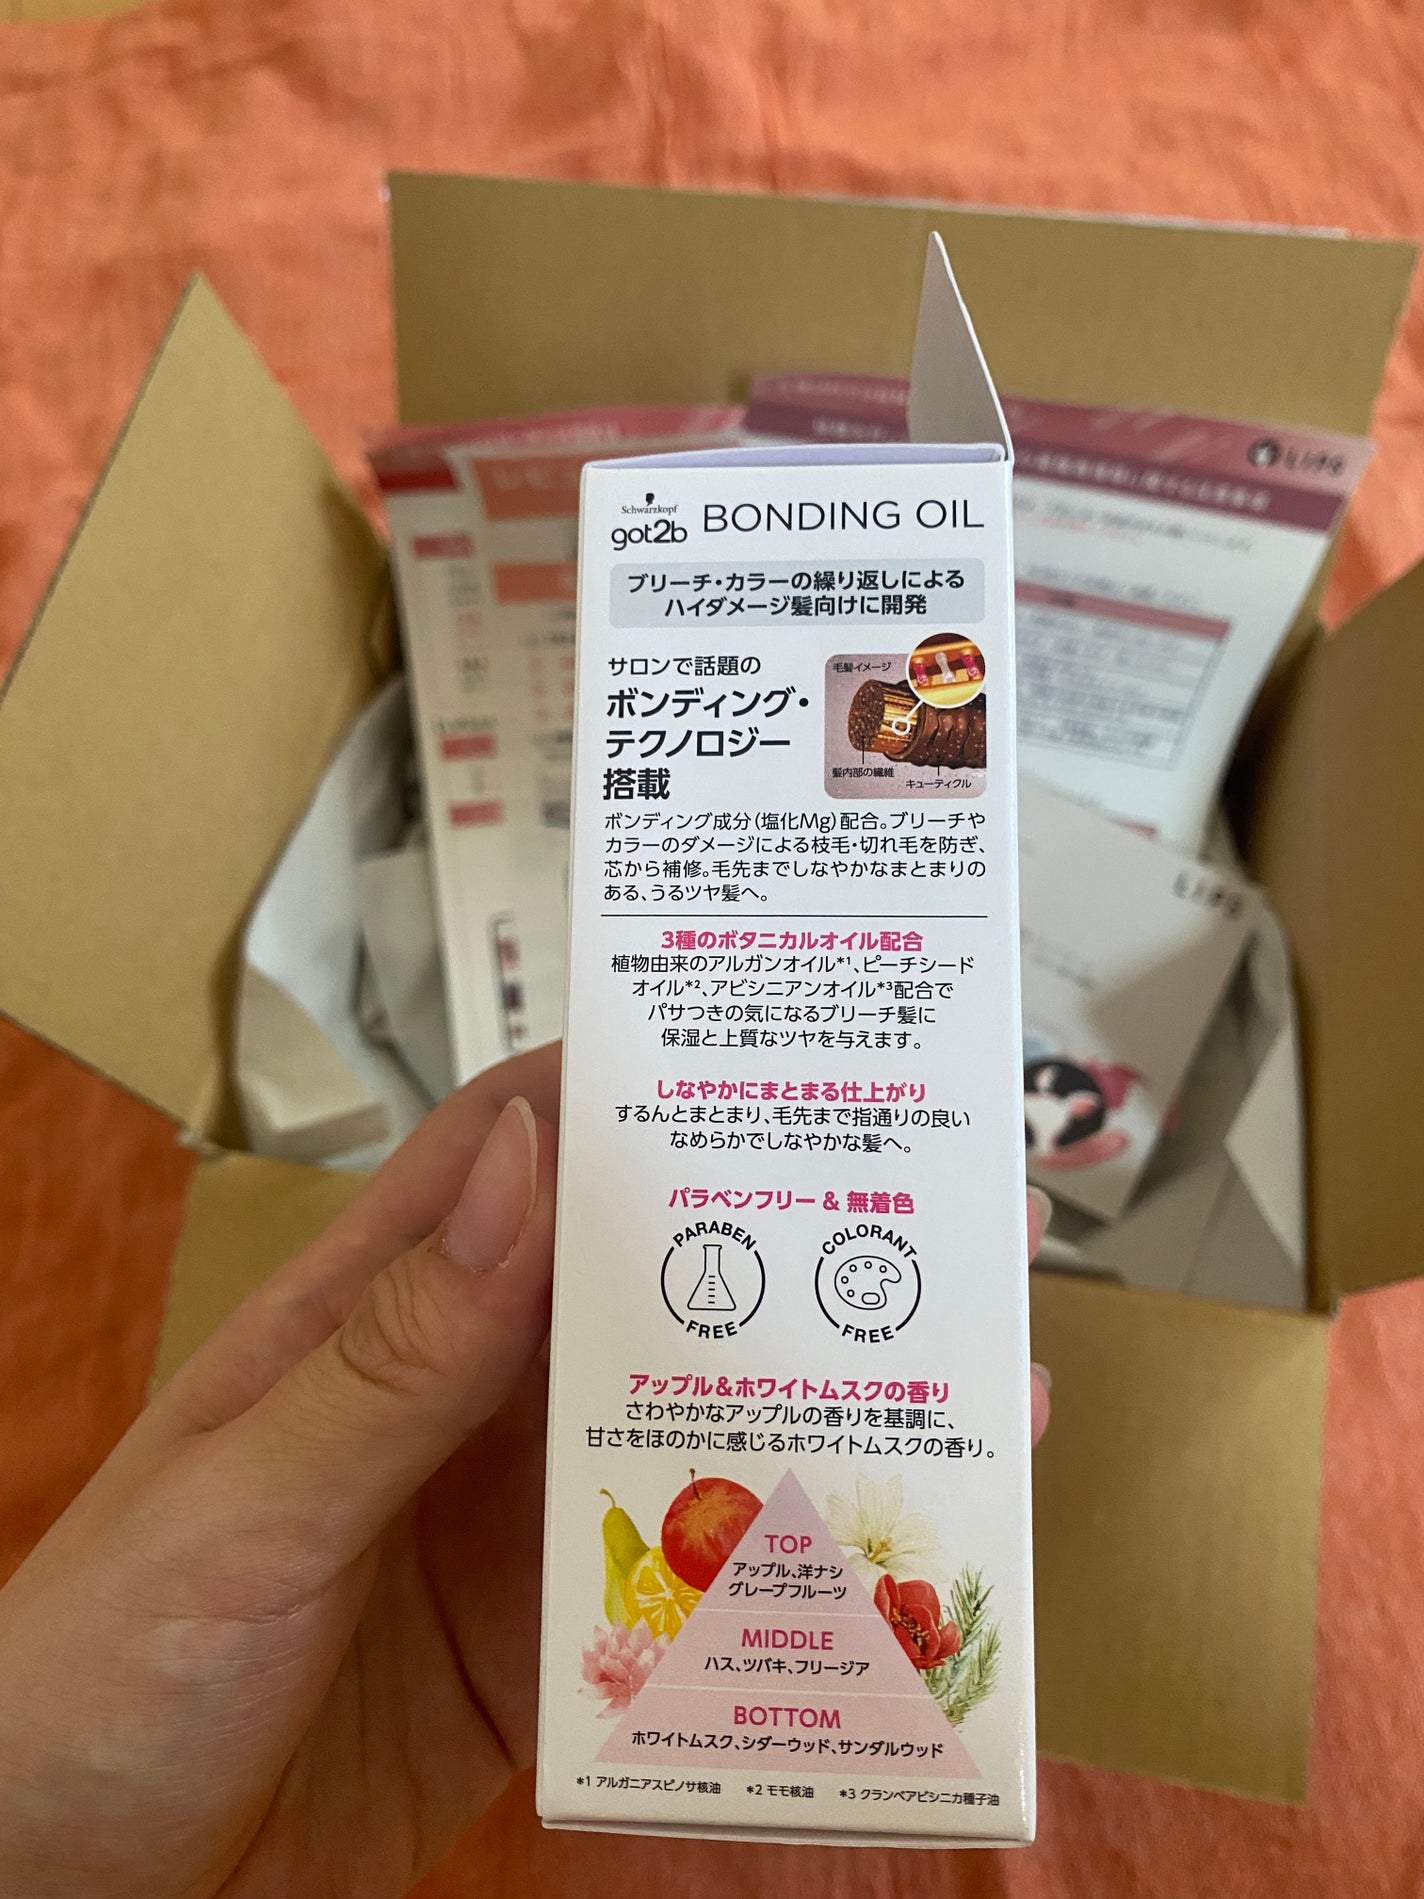 LIPS
Schwarzkopf
got2b
BONDING OIL
ブリーチ・カラーの繰り返しによる
ハイダメージ髪向けに開発
サロンで話題の
ボンディング・
テクノロジー
搭載
毛髪イメージ
髪内部の繊維
キューティクル
ボンディング成分(塩化Mg)配合。ブリーチや
カラーのダメージによる枝毛・切れ毛を防ぎ、
芯から補修。毛先までしなやかなまとまりの
ある、うるツヤ髪へ。
3種のボタニカルオイル配合
植物由来のアルガンオイル*1、ピーチシード
オイル*2、アビシニアンオイル*3配合で
パサつきの気になるブリーチ髪に
保湿と上質なツヤを与えます。
しなやかにまとまる仕上がり
するんとまとまり、毛先まで指通りの良い
なめらかでしなやかな髪へ。
パラベンフリー & 無着色
PARABEN
FREE
COLORANT
FREE
アップル&ホワイトムスクの香り
さわやかなアップルの香りを基調に、
甘さをほのかに感じるホワイトムスクの香り。
TOP
アップル、洋ナシ
グレープフルーツ
MIDDLE
ハス、ツバキ、フリージア
BOTTOM
ホワイトムスク、シダーウッド、サンダルウッド
*1 アルガニアスピノサ核油 *2 モモ核油 *3 クランベアビシニカ種子油
LIPS